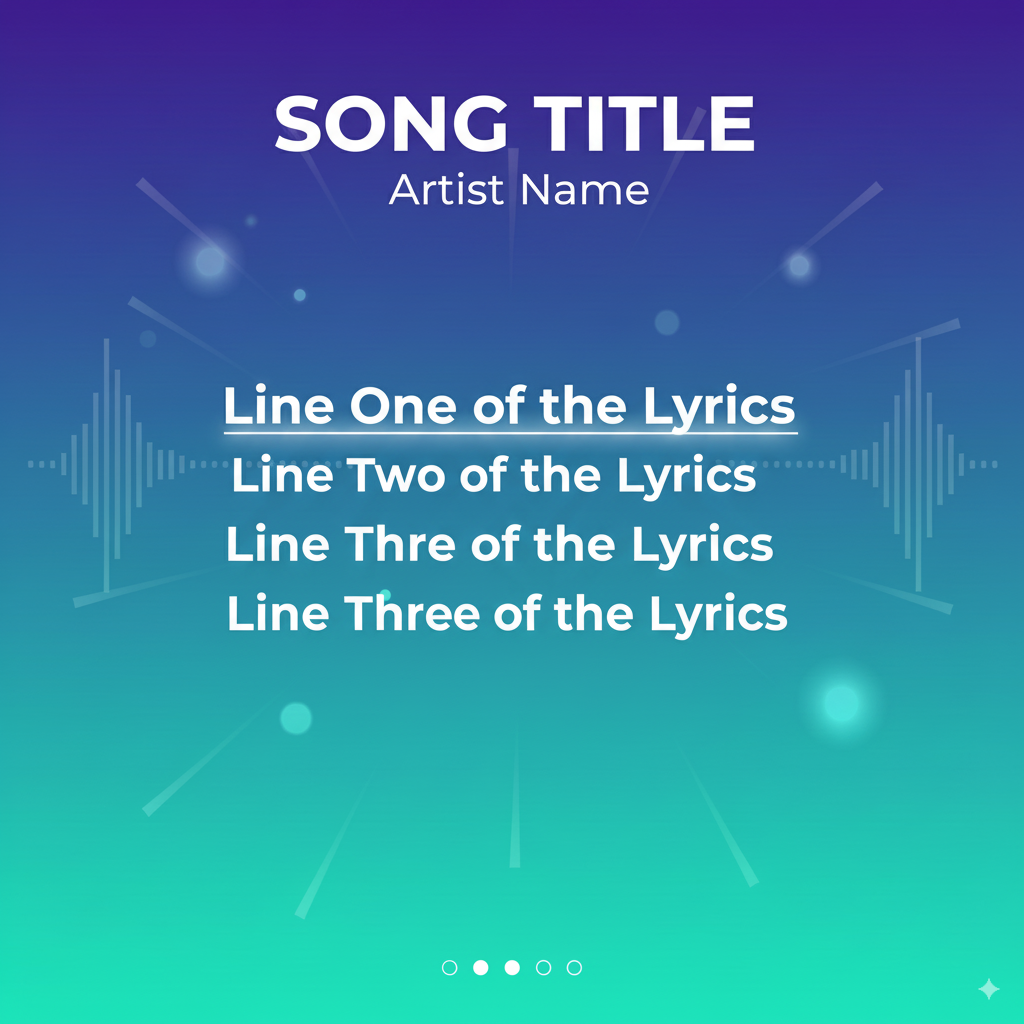 SONG TITLE
Artist Name
Line One of the Lyrics
Line Two of the Lyrics
Line Thre of the Lyrics
Line Three of the Lyrics